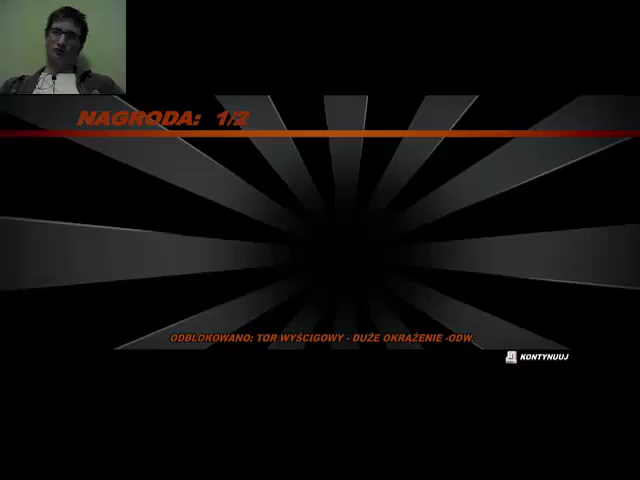 NAGRODA: 1/2
ODBLOKOWANO: TOR WYŚCIGOWY - DUŻE OKRĄŻENIE -ODW.
KONTYNUUJ